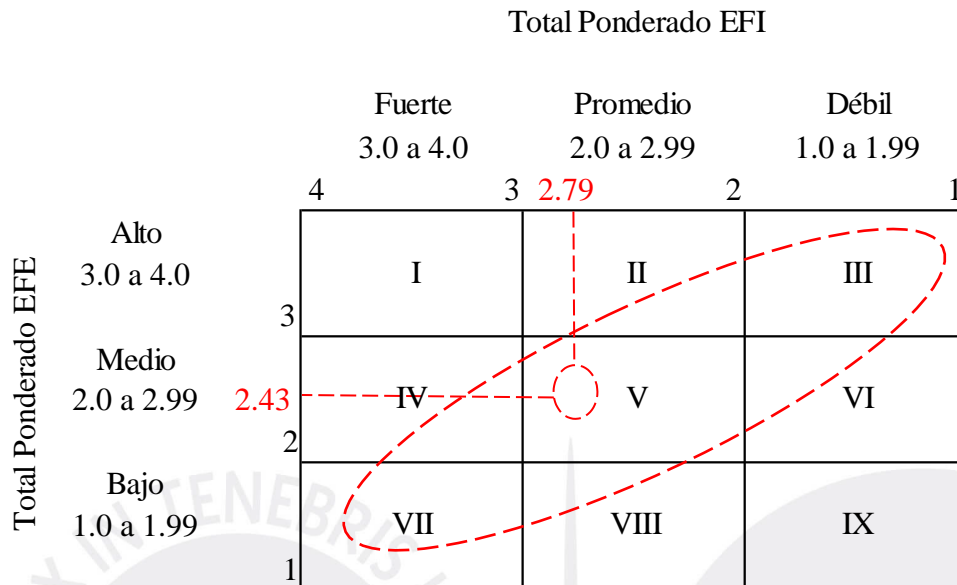 Total Ponderado EFI
Fuerte Promedio Débil
3.0 a 4.0 2.0 a 2.99 1.0 a 1.99
4 3 2.79 2 1
Total Ponderado EFE
Alto
3.0 a 4.0
I II III
3
Medio
2.0 a 2.99
2.43 IV V VI
2
Bajo
1.0 a 1.99
VII VIII IX
1
X IN TENEBRIS